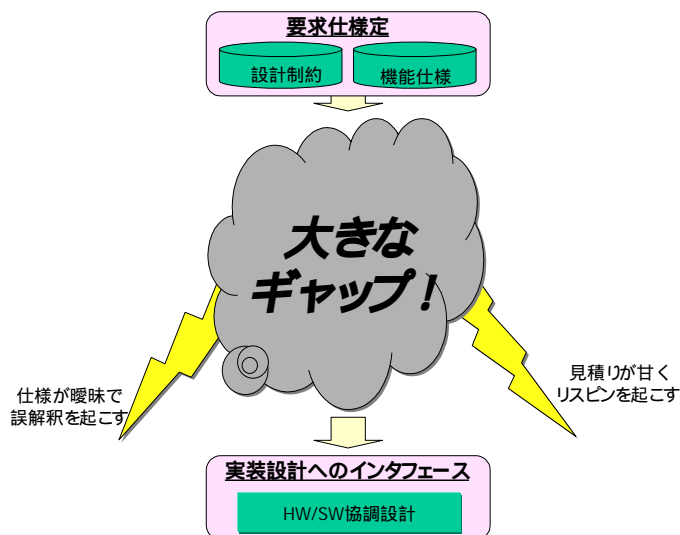 要求仕様定
設計制約
機能仕様
大きな
ギャップ!
仕様が曖昧で
誤解釈を起こす
見積りが甘く
リスピンを起こす
実装設計へのインタフェース
HW/SW協調設計